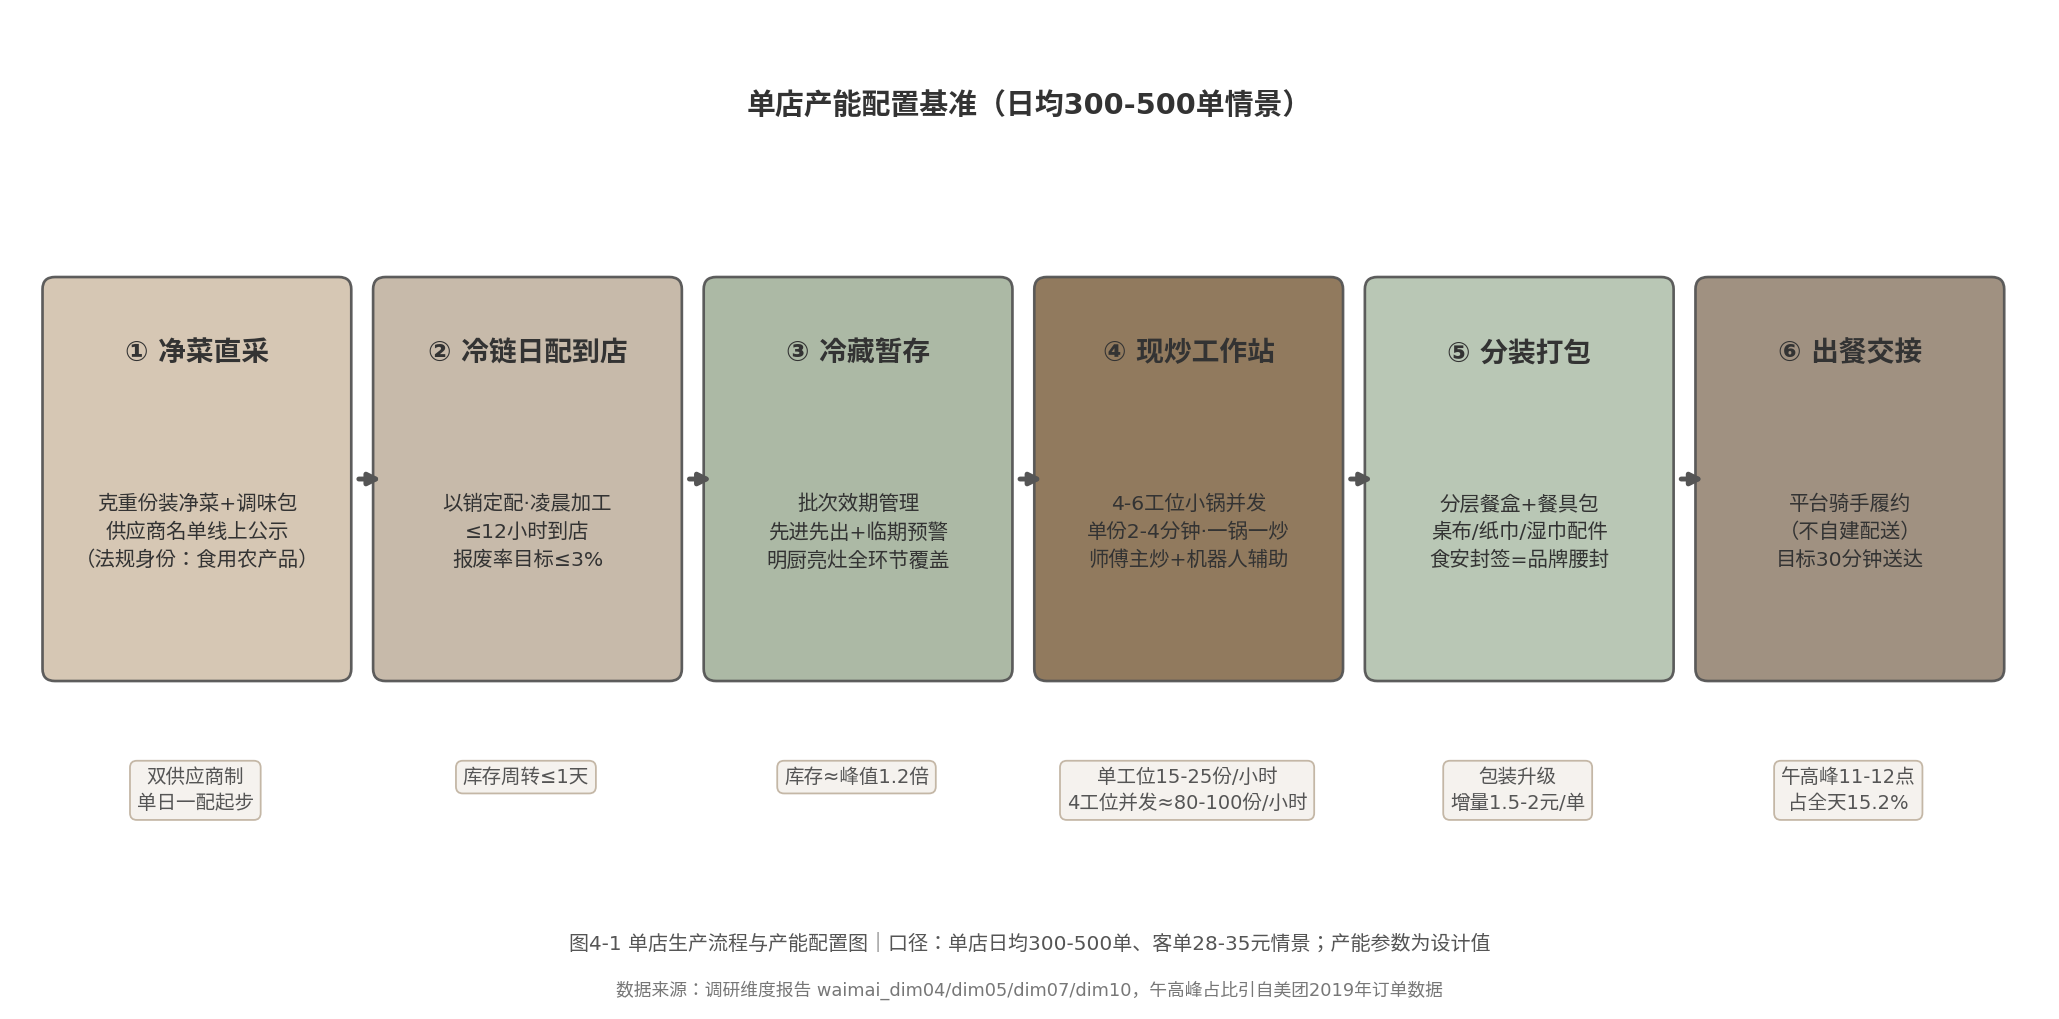 单店产能配置基准（日均300-500单情景）
① 净菜直采
克重份装净菜+调味包
供应商名单线上公示
（法规身份：食用农产品）
② 冷链日配到店
以销定配·凌晨加工
≤12小时到店
报废率目标≤3%
③ 冷藏暂存
批次效期管理
先进先出+临期预警
明厨亮灶全环节覆盖
④ 现炒工作站
4-6工位小锅并发
单份2-4分钟·一锅一炒
师傅主炒+机器人辅助
⑤ 分装打包
分层餐盒+餐具包
桌布/纸巾/湿巾配件
食安封签=品牌腰封
⑥ 出餐交接
平台骑手履约
（不自建配送）
目标30分钟送达
双供应商制
单日一配起步
库存周转≤1天
库存≈峰值1.2倍
单工位15-25份/小时
4工位并发≈80-100份/小时
包装升级
增量1.5-2元/单
午高峰11-12点
占全天15.2%
图4-1 单店生产流程与产能配置图｜口径：单店日均300-500单、客单28-35元情景；产能参数为设计值
数据来源：调研维度报告 waimai_dim04/dim05/dim07/dim10，午高峰占比引自美团2019年订单数据